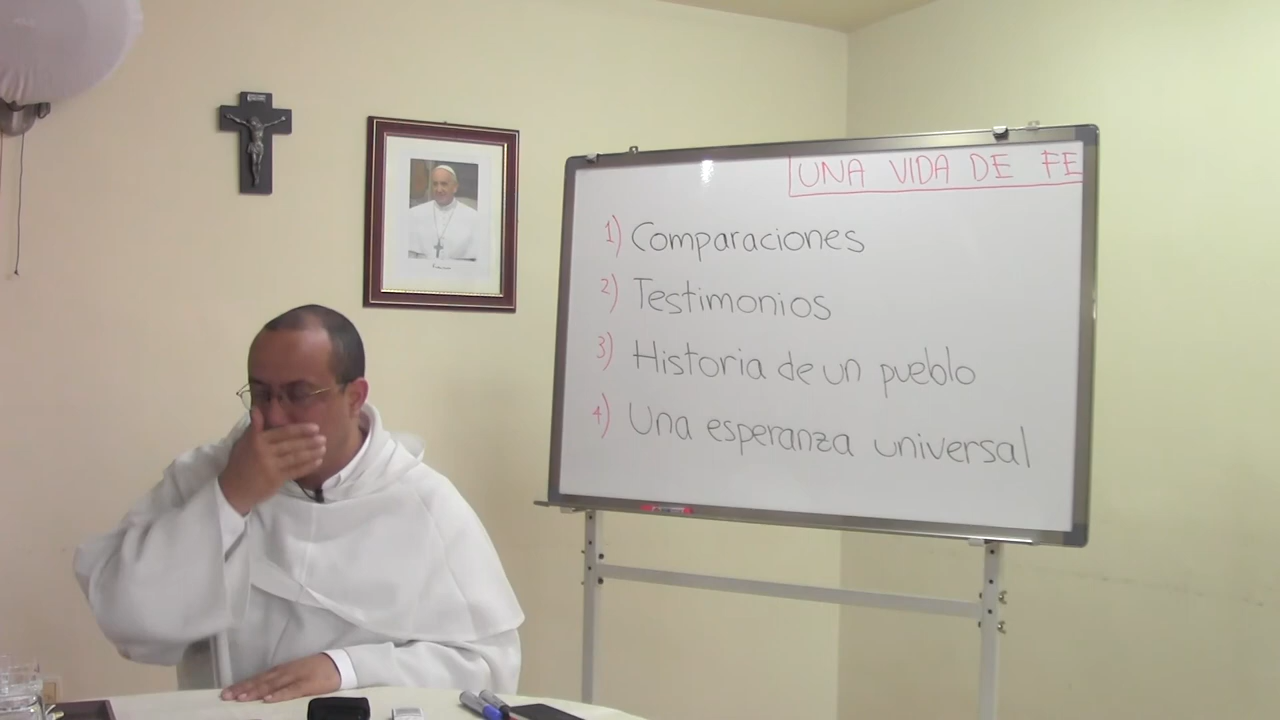 UNA VIDA DE FE
1) Comparaciones
2) Testimonios
3) Historia de un pueblo
4) Una esperanza universal